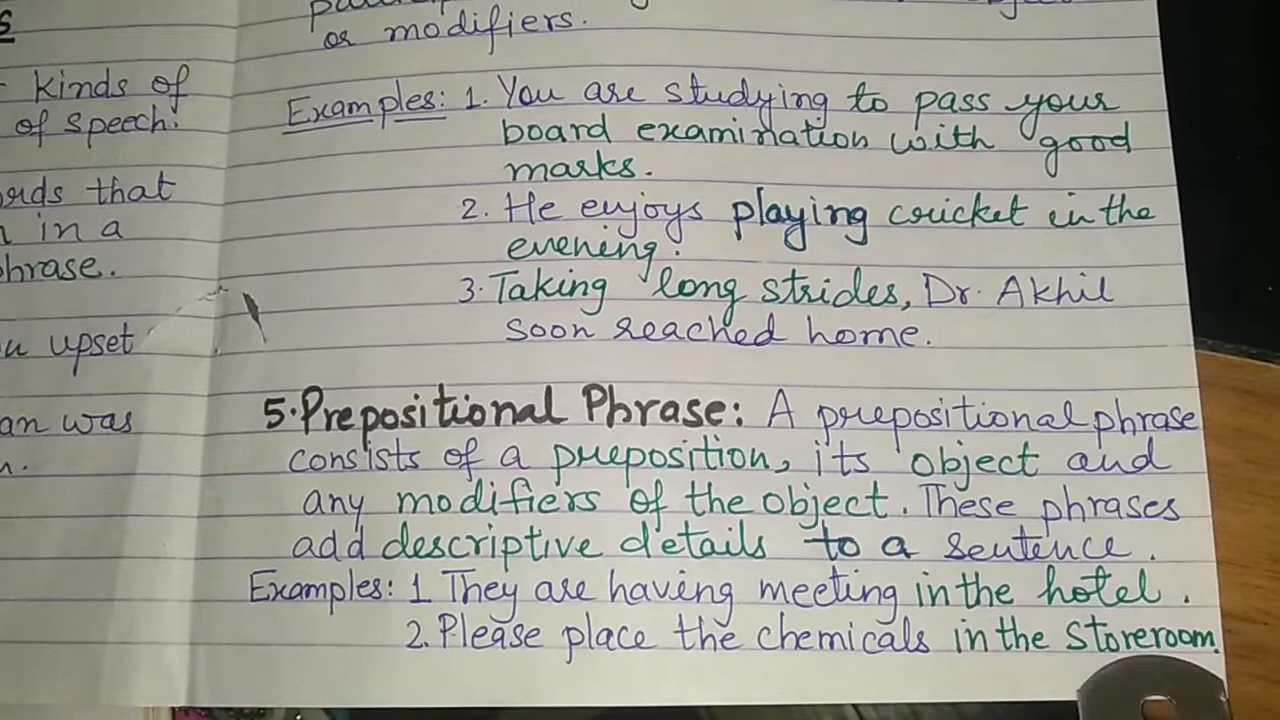 s
kinds of
of speech.
that
in a
phrase.
upset
an was
or modifiers.
Examples: 1. You are studying to pass your
board examination with good
marks.
2. He enjoys playing cricket in the
evening.
3. Taking long strides, Dr. Akhil
soon reached home.
5. Prepositional Phrase: A prepositional phrase
consists of a preposition, its object and
any modifiers of the object. These phrases
add descriptive details to a sentence.
Examples: 1 They are having meeting in the hotel.
2. Please place the chemicals in the storeroom.